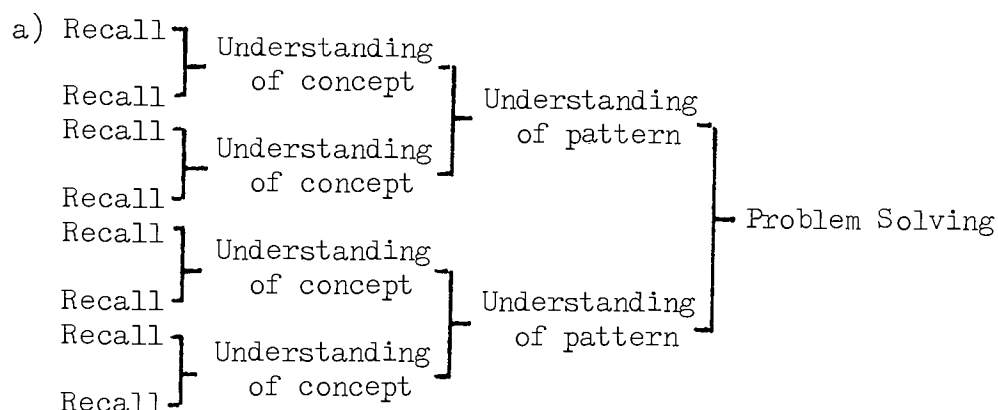 a) Recall
Understanding
of concept
Recall
Understanding
of pattern
Recall
Understanding
of concept
Recall
Problem Solving
Recall
Understanding
of concept
Recall
Understanding
of pattern
Recall
Understanding
of concept
Recall